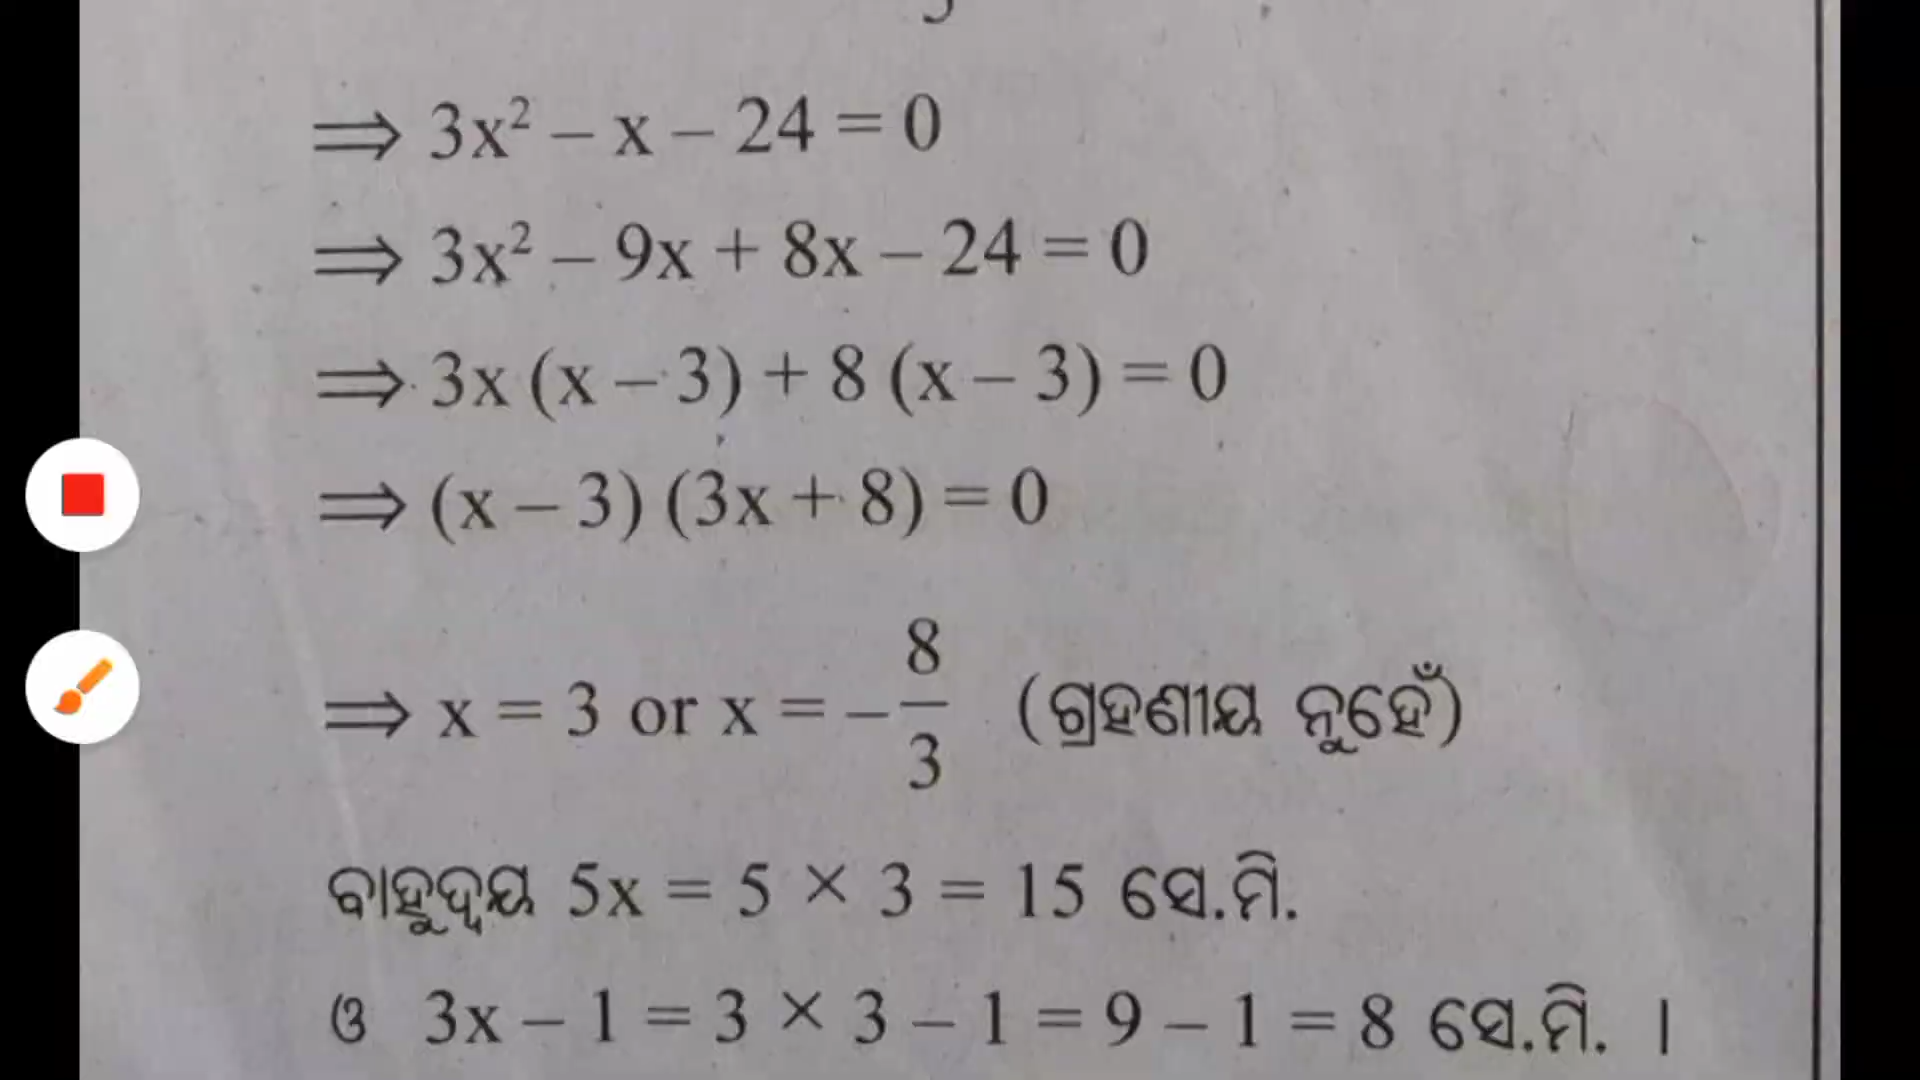 ⟹ 3x² – x – 24 = 0
⟹ 3x² – 9x + 8x – 24 = 0
⟹ 3x (x – 3) + 8 (x – 3) = 0
⟹ (x – 3) (3x + 8) = 0
⟹ x = 3 or x = –8/3 (ଗ୍ରହଣୀୟ ନୁହେଁ)
ବାହୁଦ୍ୱୟ 5x = 5 × 3 = 15 ସେ.ମି.
ଓ 3x – 1 = 3 × 3 – 1 = 9 – 1 = 8 ସେ.ମି. ।